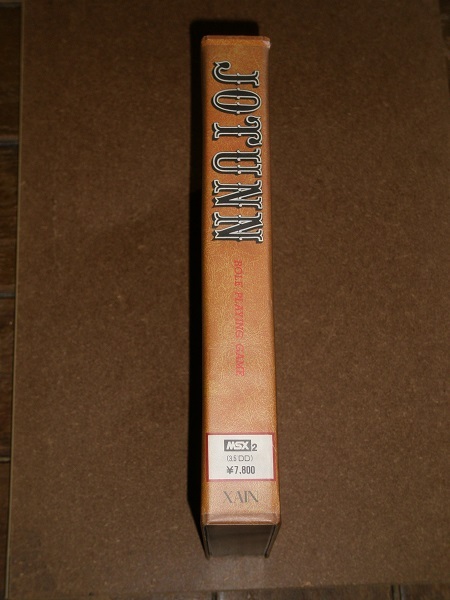 JOTUNN
ROLE PLAYING GAME
MSX2
(3.5"DD)
¥7,800
XAIN